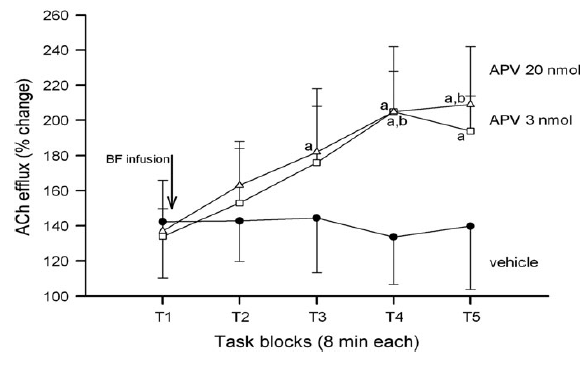 260
240
220
200
180
160
140
120
100
ACh efflux (% change)
BF infusion
a
a
a,b
a,b
a
APV 20 nmol
APV 3 nmol
vehicle
T1 T2 T3 T4 T5
Task blocks (8 min each)